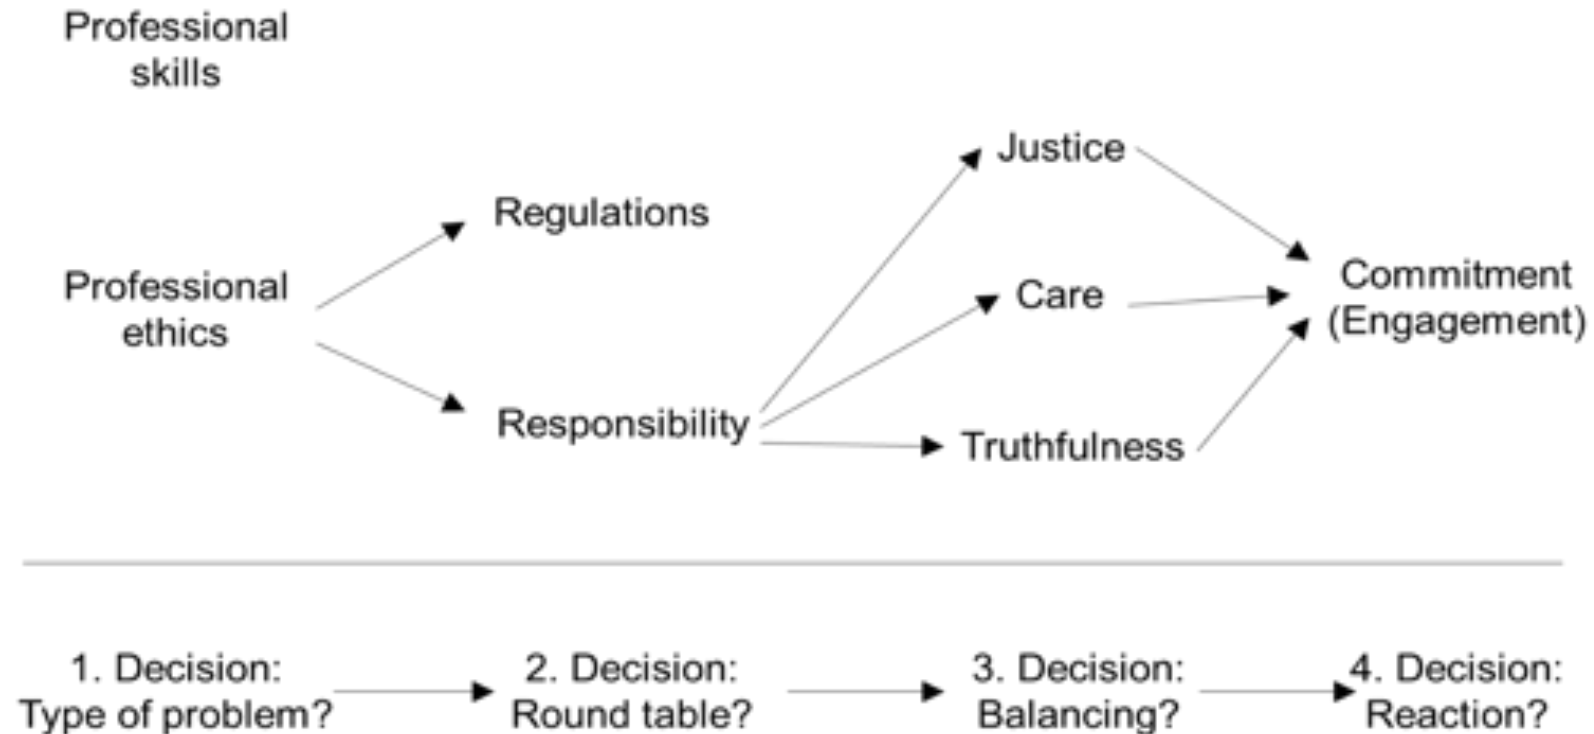 Professional
skills
Justice
Regulations
Professional
ethics
Care
Commitment
(Engagement)
Responsibility
Truthfulness
1. Decision:
Type of problem?
2. Decision:
Round table?
3. Decision:
Balancing?
4. Decision:
Reaction?